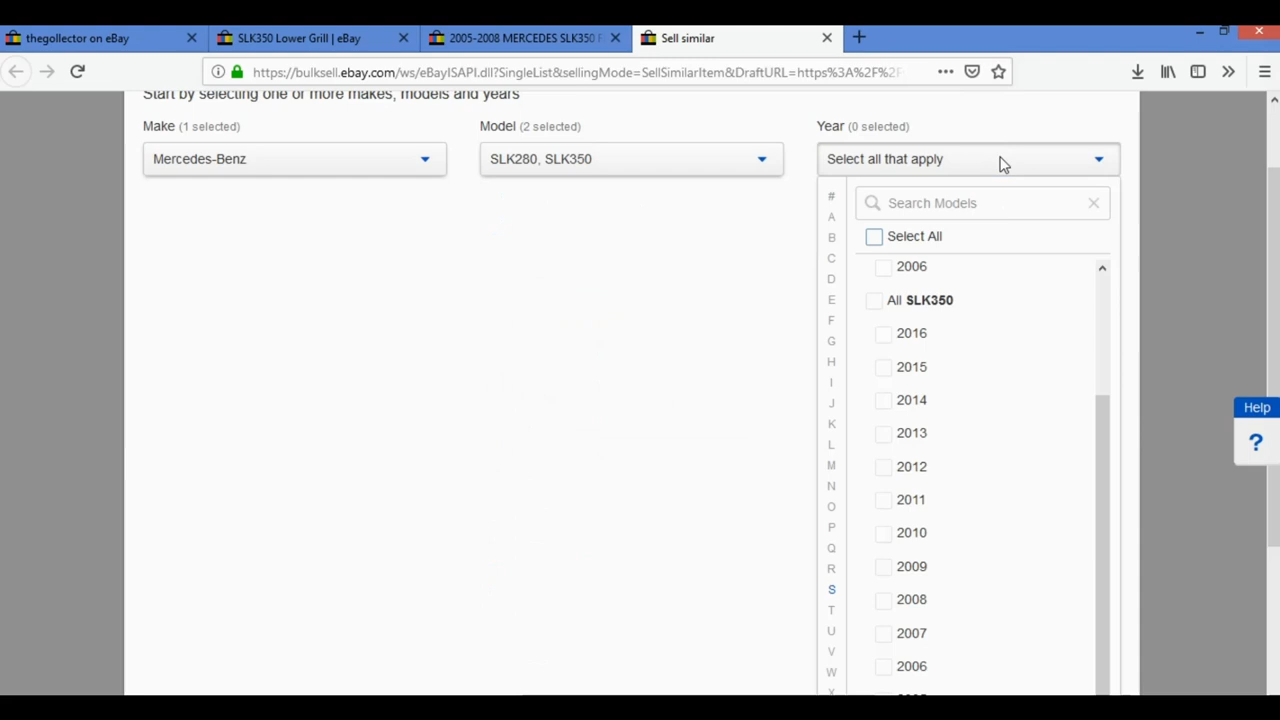 thegollector on eBay
SLK350 Lower Grill | eBay
2005-2008 MERCEDES SLK350 F
Sell similar
https://bulksell.ebay.com/ws/eBayISAPI.dll?SingleList&sellingMode=SellSimilarItem&DraftURL=https%3A%2F%2F
Start by selecting one or more makes, models and years
Make (1 selected)
Model (2 selected)
Year (0 selected)
Mercedes-Benz
SLK280, SLK350
Select all that apply
#
A
B
C
D
E
F
G
H
I
J
K
L
M
N
O
P
Q
R
S
T
U
V
W
X
Search Models
Select All
2006
All SLK350
2016
2015
2014
2013
2012
2011
2010
2009
2008
2007
2006
Help
?